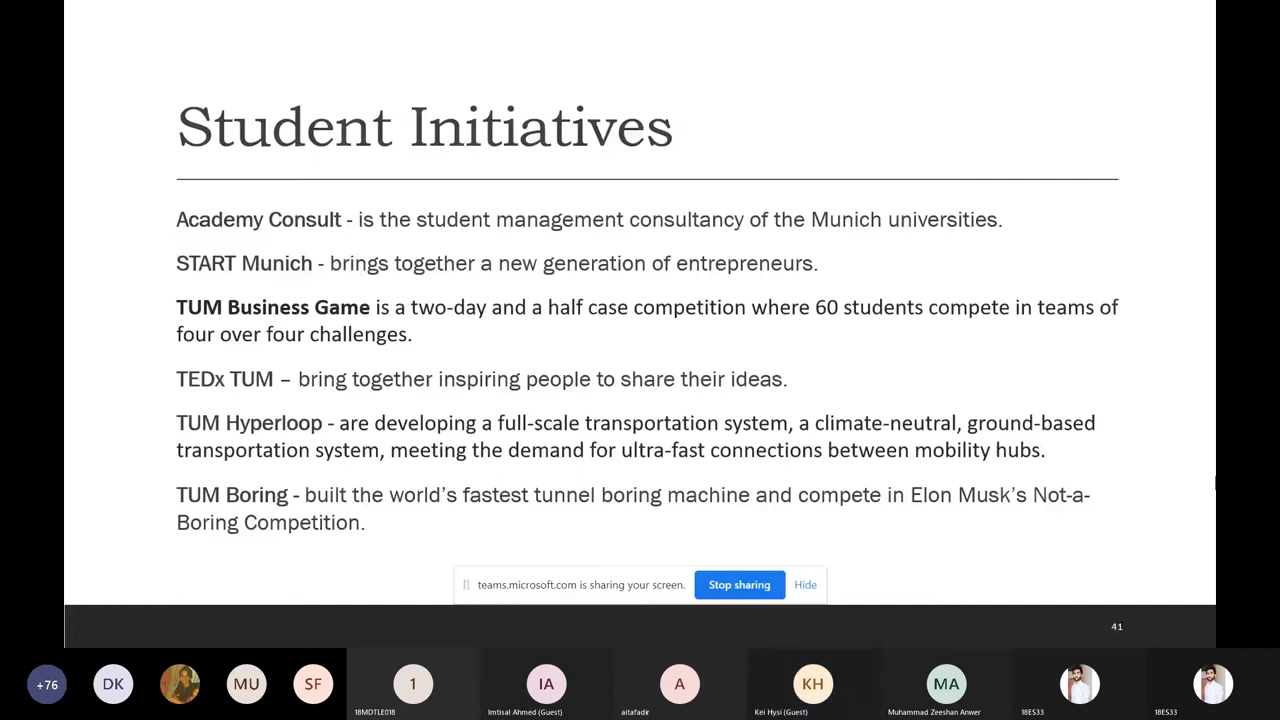 Student Initiatives
Academy Consult - is the student management consultancy of the Munich universities.
START Munich - brings together a new generation of entrepreneurs.
TUM Business Game is a two-day and a half case competition where 60 students compete in teams of
four over four challenges.
TEDx TUM – bring together inspiring people to share their ideas.
TUM Hyperloop - are developing a full-scale transportation system, a climate-neutral, ground-based
transportation system, meeting the demand for ultra-fast connections between mobility hubs.
TUM Boring - built the world's fastest tunnel boring machine and compete in Elon Musk's Not-a-
Boring Competition.
teams.microsoft.com is sharing your screen. Stop sharing Hide
41
+76 DK MU SF 1 IA A KH MA
18MDTLE018 Imtisal Ahmed (Guest) aitafadir Kei Hysi (Guest) Muhammad Zeeshan Anwer 18ES33 18ES33